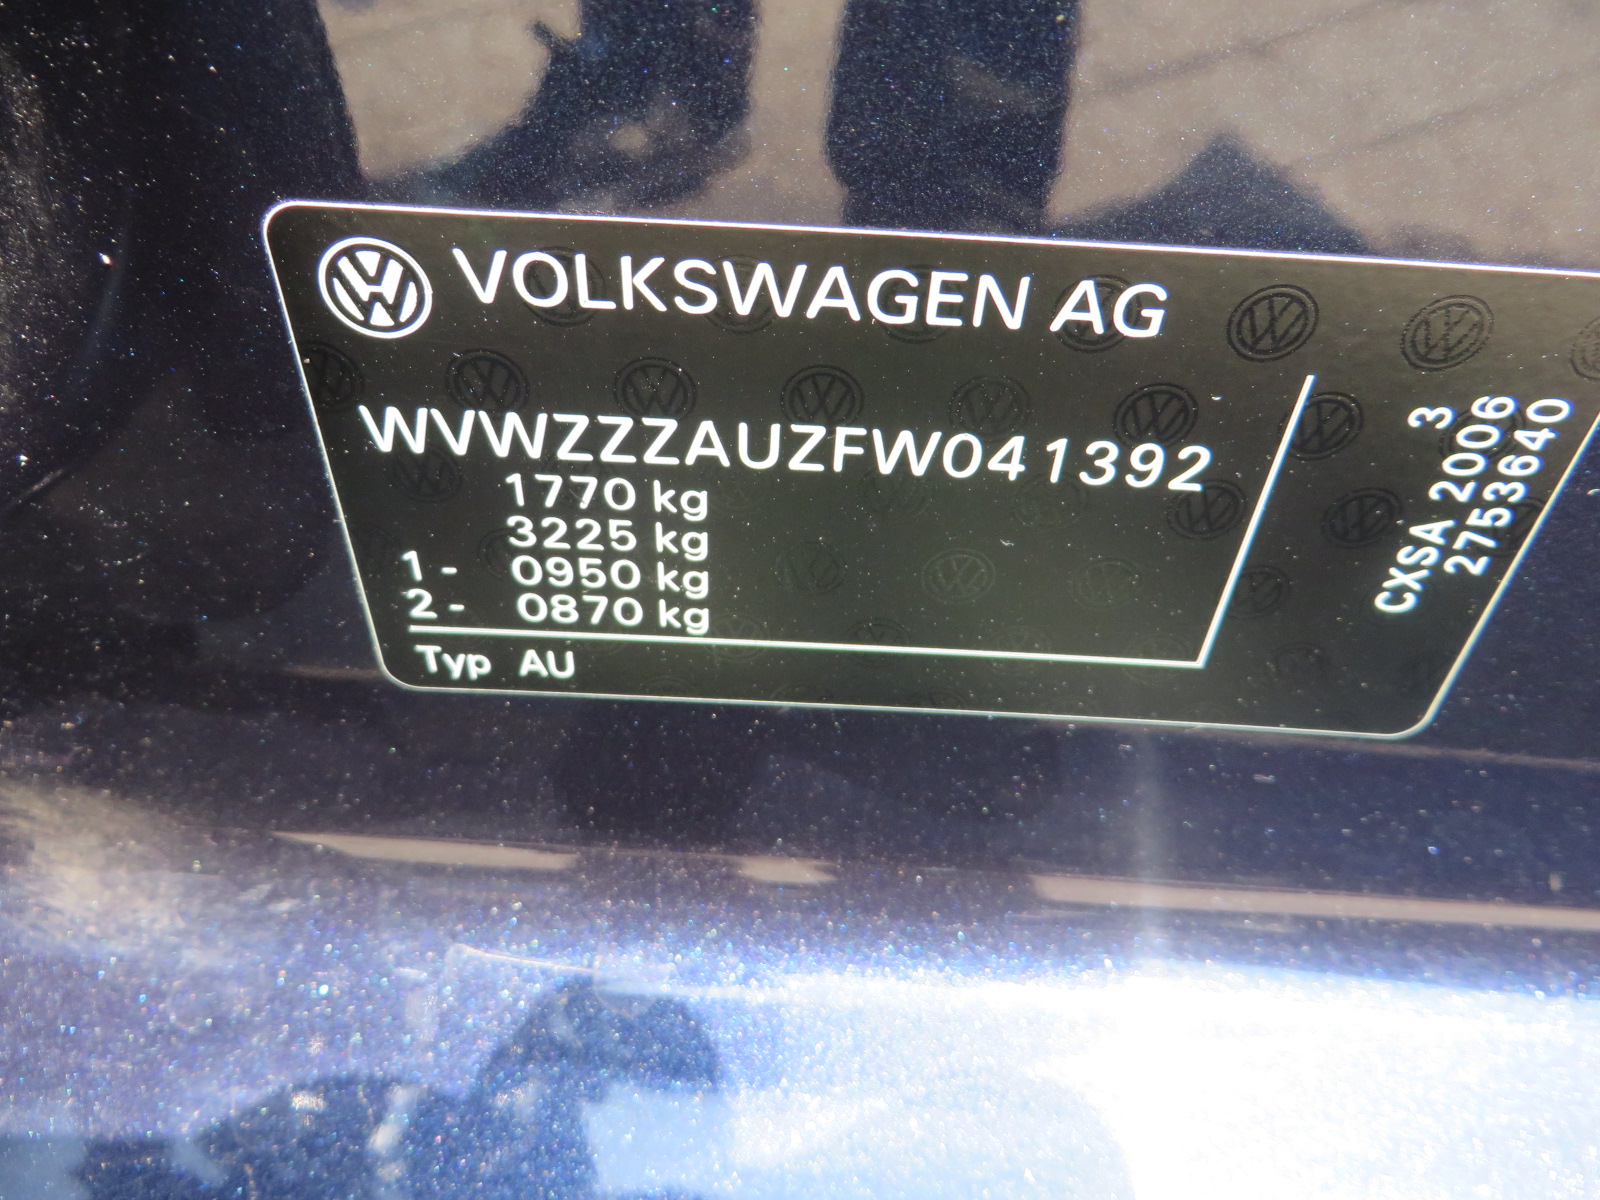 VOLKSWAGEN AG
WVWZZZAUZFW041392
1770 kg
3225 kg
1- 0950 kg
2- 0870 kg
Typ AU
3
CXSA 2006
2753640